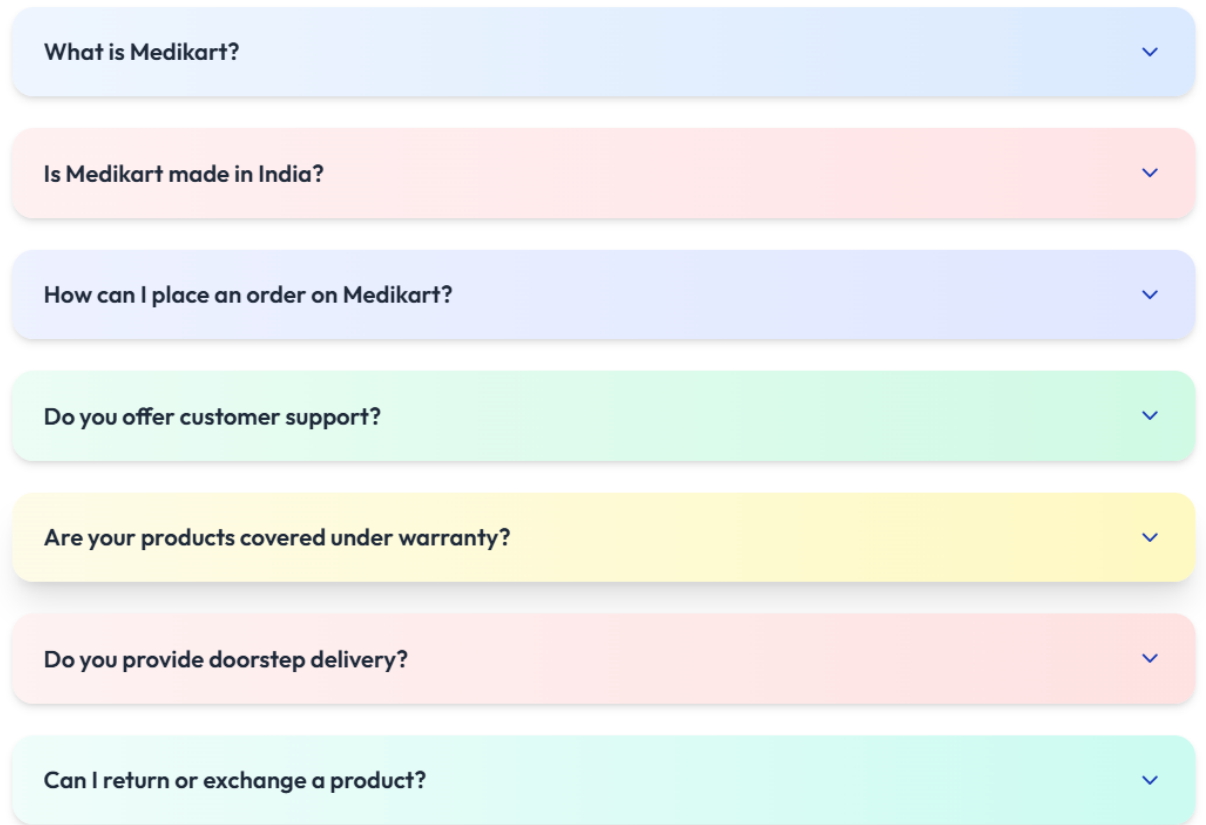 What is Medikart?
Is Medikart made in India?
How can I place an order on Medikart?
Do you offer customer support?
Are your products covered under warranty?
Do you provide doorstep delivery?
Can I return or exchange a product?